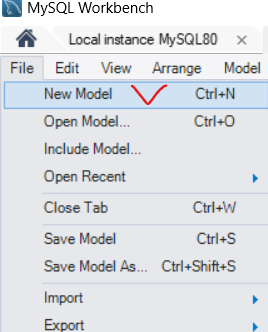 MySQL Workbench
Local instance MySQL80 ×
File Edit View Arrange Model
New Model Ctrl+N
Open Model... Ctrl+O
Include Model...
Open Recent
Close Tab Ctrl+W
Save Model Ctrl+S
Save Model As... Ctrl+Shift+S
Import
Export